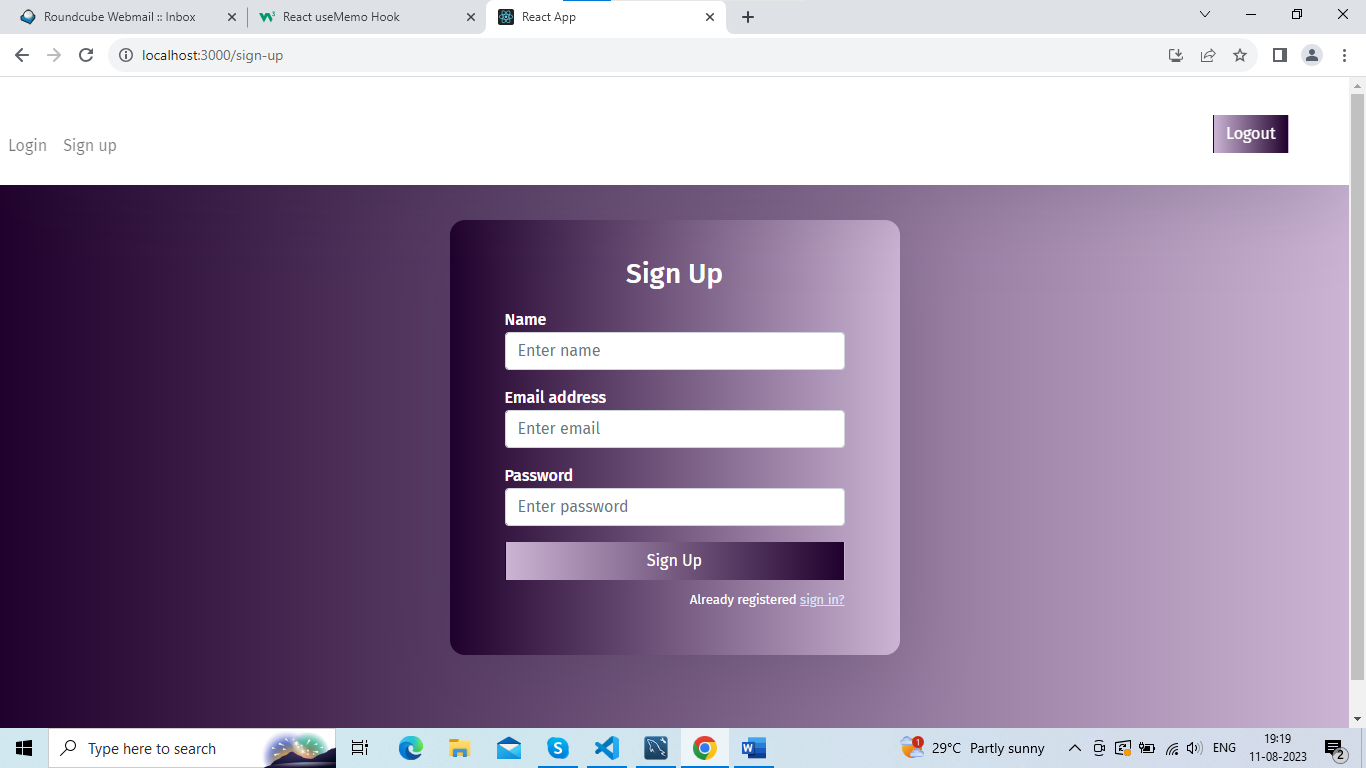 Roundcube Webmail :: Inbox
React useMemo Hook
React App
localhost:3000/sign-up
Login
Sign up
Logout
Sign Up
Name
Enter name
Email address
Enter email
Password
Enter password
Sign Up
Already registered sign in?
Type here to search
1
29°C Partly sunny
ENG
19:19
11-08-2023
2